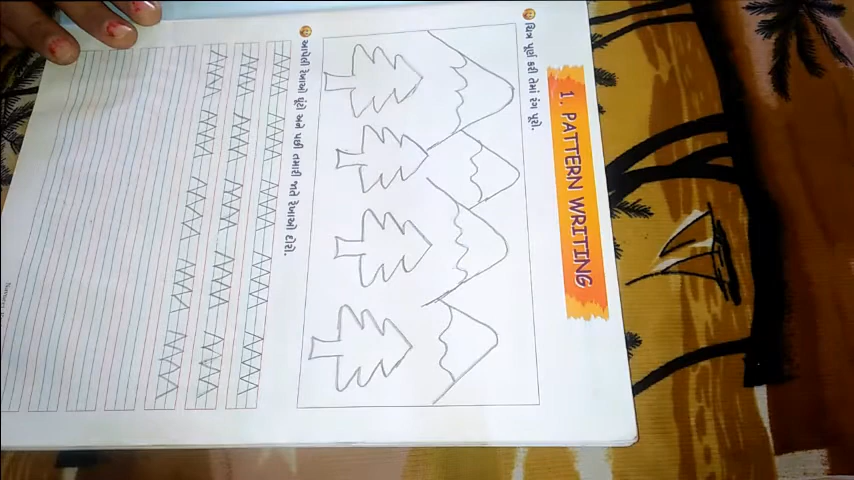 1. PATTERN WRITING
ચિત્ર પૂર્ણ કરી તેમાં રંગ પૂરો.
આપેલી રેખાઓ ઘૂંટો અને પછી તમારી જાતે રેખાઓ દોરો.